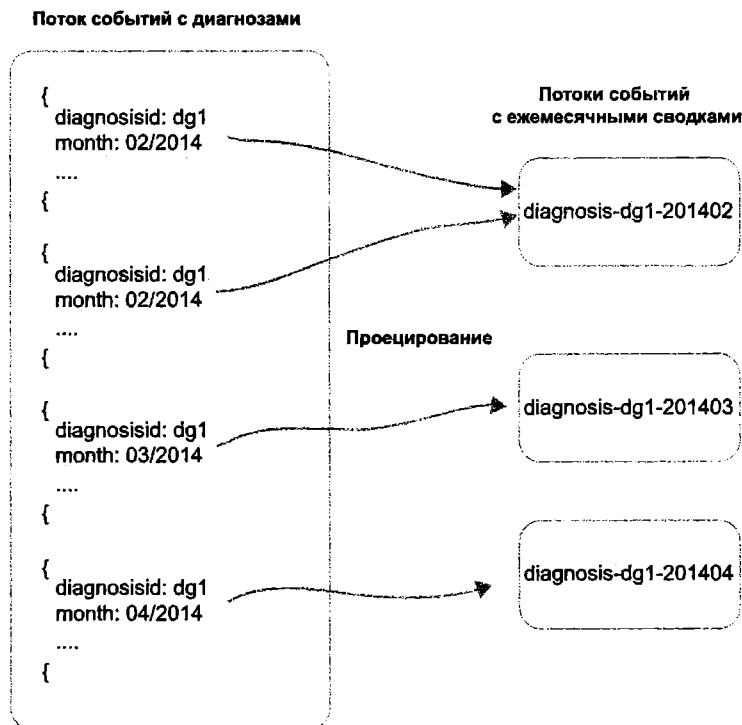 Поток событий с диагнозами
{
diagnosisid: dg1
month: 02/2014
....
{
{
diagnosisid: dg1
month: 02/2014
....
{
{
diagnosisid: dg1
month: 03/2014
....
{
{
diagnosisid: dg1
month: 04/2014
....
{
Проецирование
Потоки событий
с ежемесячными сводками
diagnosis-dg1-201402
diagnosis-dg1-201403
diagnosis-dg1-201404